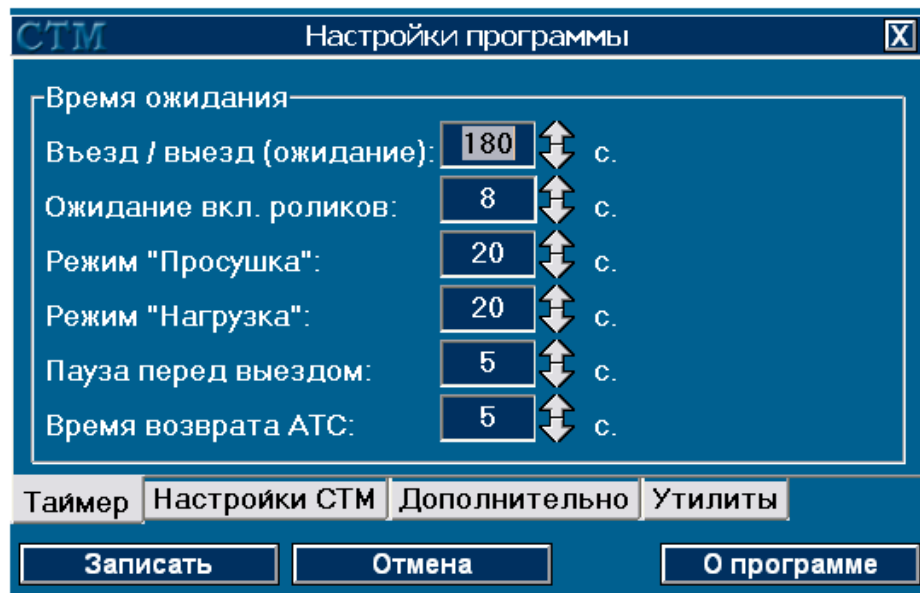 СТМ Настройки программы X
Время ожидания
Въезд / выезд (ожидание): 180 с.
Ожидание вкл. роликов: 8 с.
Режим "Просушка": 20 с.
Режим "Нагрузка": 20 с.
Пауза перед выездом: 5 с.
Время возврата АТС: 5 с.
Таймер Настройки СТМ Дополнительно Утилиты
Записать Отмена О программе